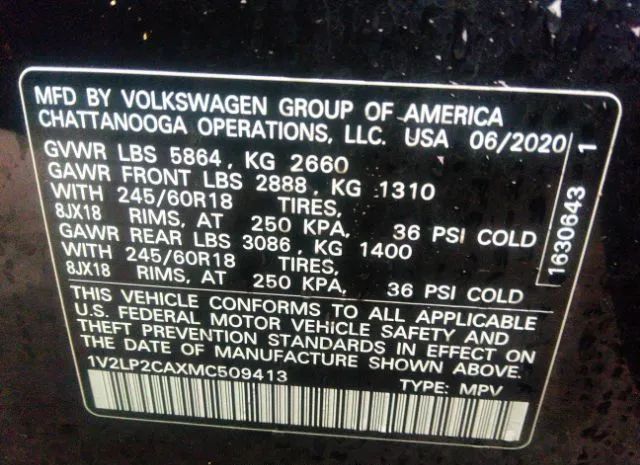 MFD BY VOLKSWAGEN GROUP OF AMERICA
CHATTANOOGA OPERATIONS, LLC. USA 06/2020
GVWR LBS 5864, KG 2660
GAWR FRONT LBS 2888, KG 1310
WITH 245/60R18 TIRES,
8JX18 RIMS, AT 250 KPA, 36 PSI COLD
GAWR REAR LBS 3086, KG 1400
WITH 245/60R18 TIRES,
8JX18 RIMS, AT 250 KPA, 36 PSI COLD
THIS VEHICLE CONFORMS TO ALL APPLICABLE
U.S. FEDERAL MOTOR VEHICLE SAFETY AND
THEFT PREVENTION STANDARDS IN EFFECT ON
THE DATE OF MANUFACTURE SHOWN ABOVE.
1V2LP2CAXMC509413 TYPE: MPV
1630643 1